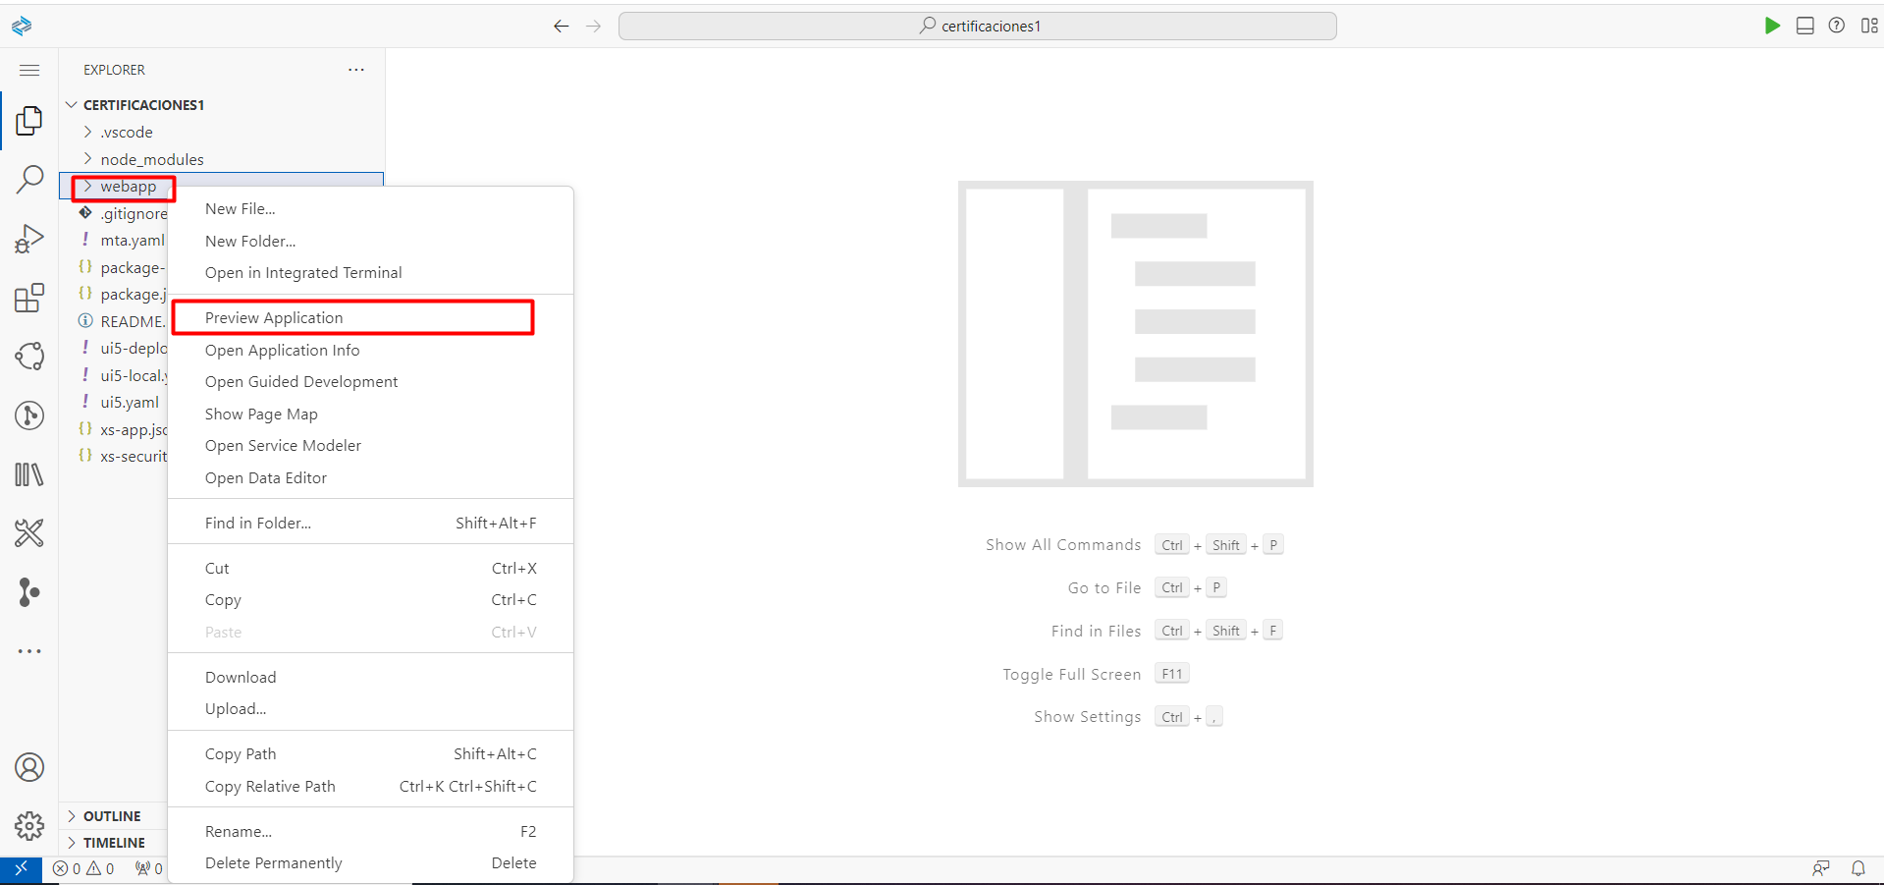 certificaciones1
EXPLORER
CERTIFICACIONES1
.vscode
node_modules
webapp
.gitignore
mta.yaml
package-
package.j
README.
ui5-deplo
ui5-local.y
ui5.yaml
xs-app.jsc
xs-securit
OUTLINE
TIMELINE
0 0 0
New File...
New Folder...
Open in Integrated Terminal
Preview Application
Open Application Info
Open Guided Development
Show Page Map
Open Service Modeler
Open Data Editor
Find in Folder... Shift+Alt+F
Cut Ctrl+X
Copy Ctrl+C
Paste Ctrl+V
Download
Upload...
Copy Path Shift+Alt+C
Copy Relative Path Ctrl+K Ctrl+Shift+C
Rename... F2
Delete Permanently Delete
Show All Commands Ctrl + Shift + P
Go to File Ctrl + P
Find in Files Ctrl + Shift + F
Toggle Full Screen F11
Show Settings Ctrl + ,